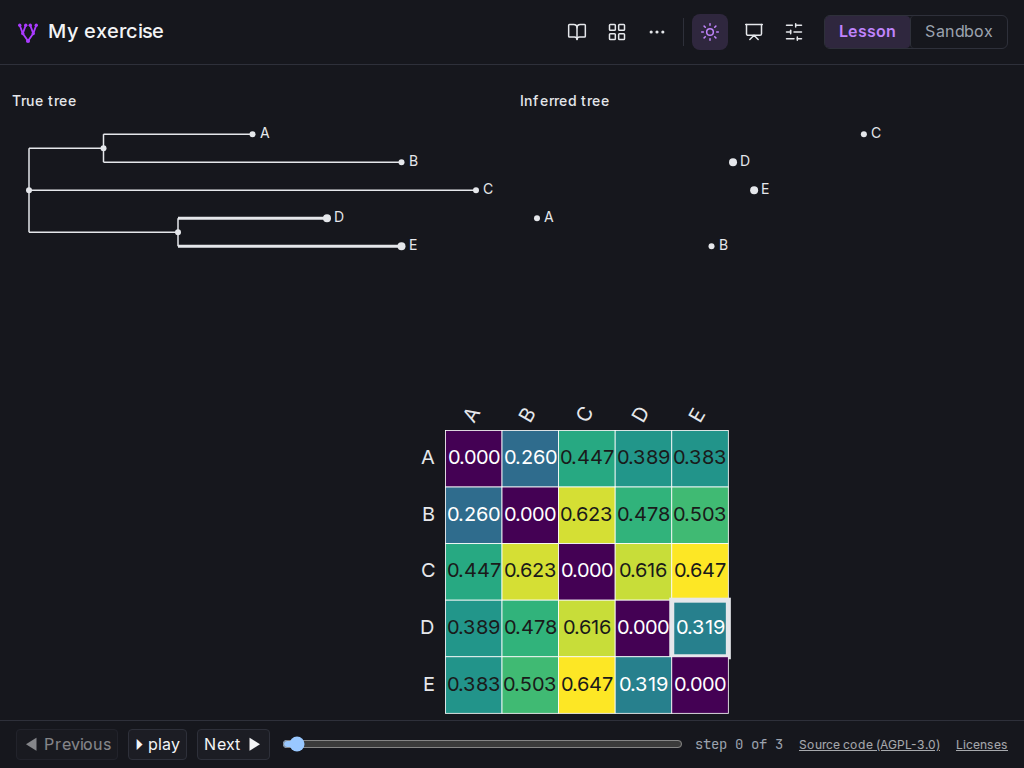 My exercise
Lesson
Sandbox
True tree
Inferred tree
A
B
C
D
E
C
D
E
A
B
A B C D E
A 0.000 0.260 0.447 0.389 0.383
B 0.260 0.000 0.623 0.478 0.503
C 0.447 0.623 0.000 0.616 0.647
D 0.389 0.478 0.616 0.000 0.319
E 0.383 0.503 0.647 0.319 0.000
Previous
play
Next
step 0 of 3
Source code (AGPL-3.0)
Licenses